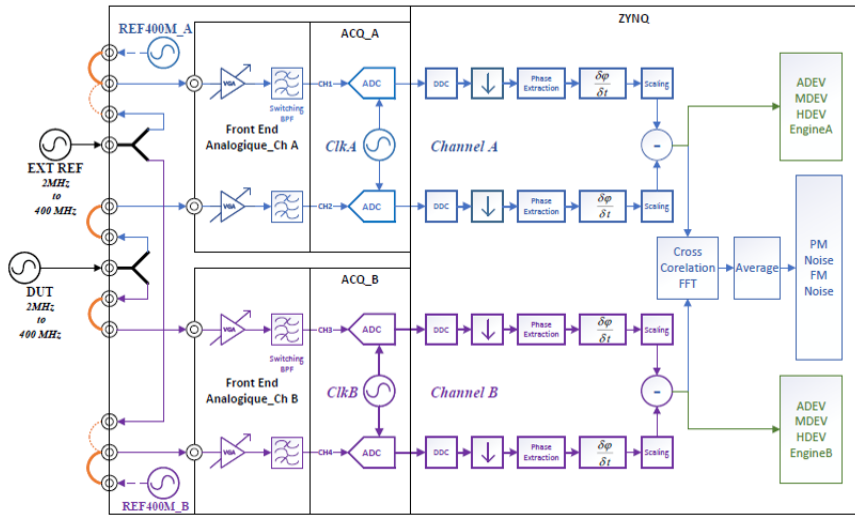 ZYNQ
REF400M_A
ACQ_A
VGA
Switching
BPF
CH1
ADC
DDC
Phase
Extraction
δφ
δt
Scaling
ADEV
MDEV
HDEV
EngineA
EXT REF
2MHz
to
400 MHz
Front End
Analogique_Ch A
ClkA
Channel A
-
VGA
CH2
ADC
DDC
Phase
Extraction
δφ
δt
Scaling
DUT
2MHz
to
400 MHz
Cross
Corelation
FFT
Average
PM
Noise
FM
Noise
ACQ_B
VGA
Switching
BPF
CH3
ADC
DDC
Phase
Extraction
δφ
δt
Scaling
Front End
Analogique_Ch B
ClkB
Channel B
-
ADEV
MDEV
HDEV
EngineB
VGA
CH4
ADC
DDC
Phase
Extraction
δφ
δt
Scaling
REF400M_B